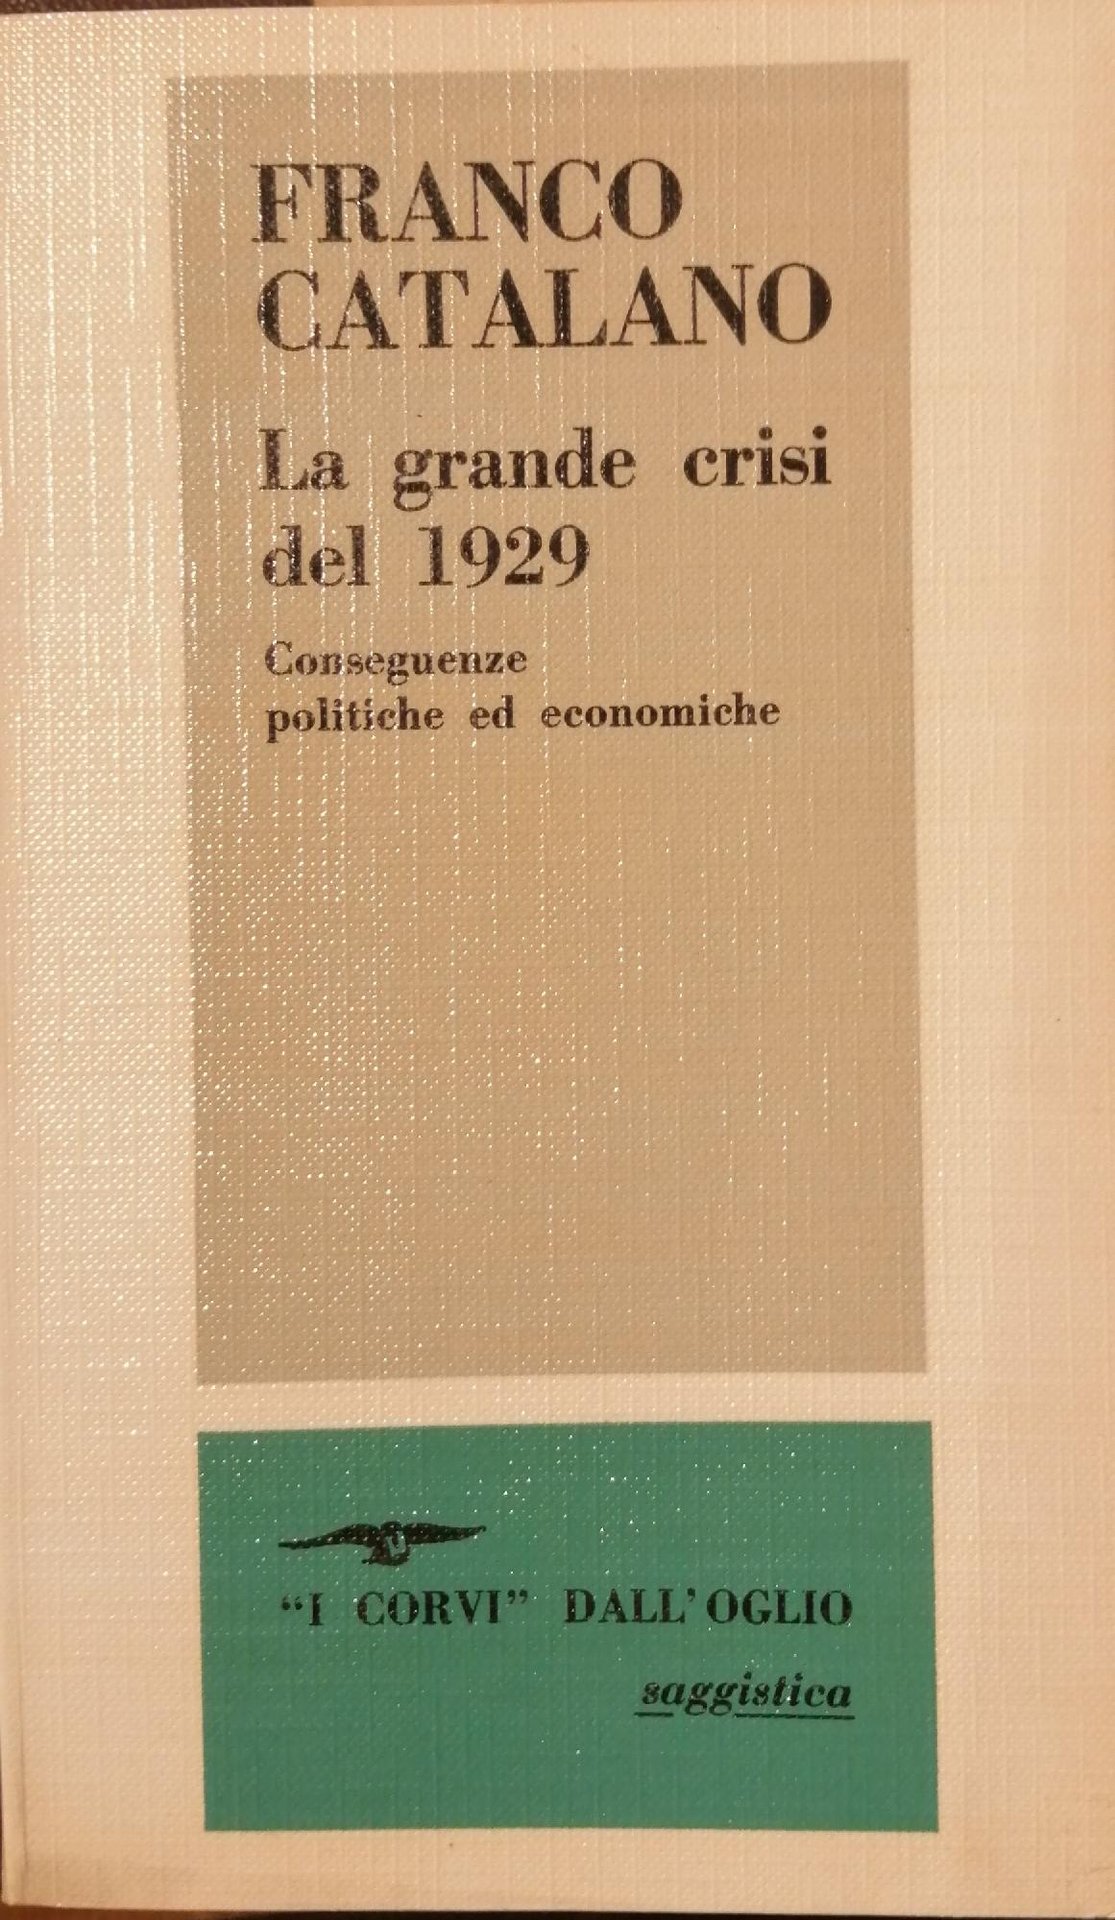 FRANCO
CATALANO
La grande crisi
del 1929
Conseguenze
politiche ed economiche
“I CORVI” DALL'OGLIO
saggistica